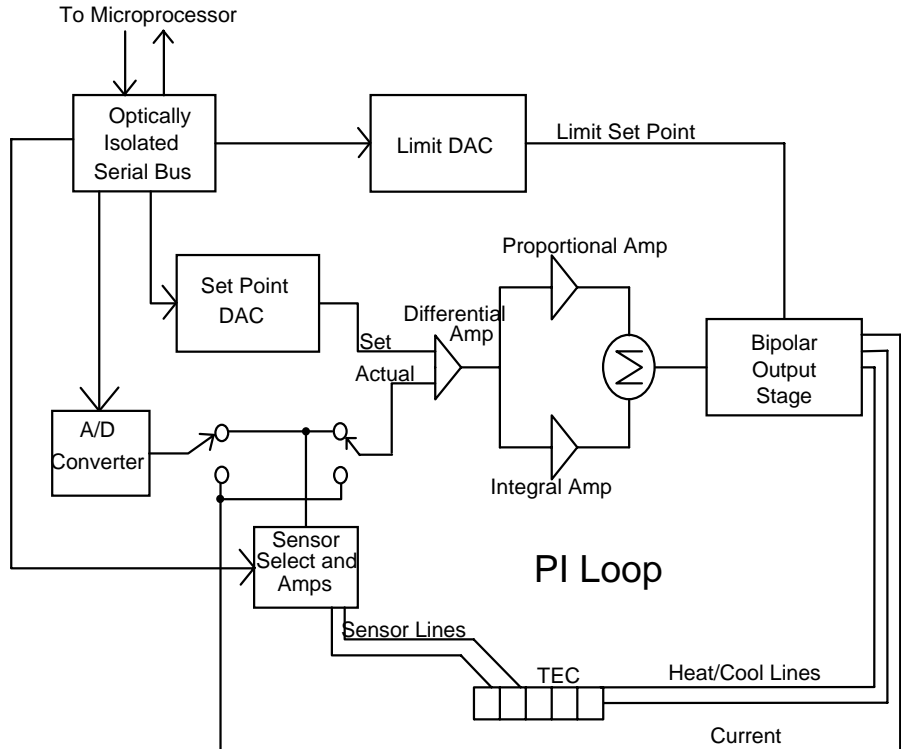 To Microprocessor
Optically
Isolated
Serial Bus
Limit DAC
Limit Set Point
Proportional Amp
Set Point
DAC
Differential
Amp
Set
Actual
Σ
Bipolar
Output
Stage
A/D
Converter
Integral Amp
Sensor
Select and
Amps
PI Loop
Sensor Lines
TEC
Heat/Cool Lines
Current